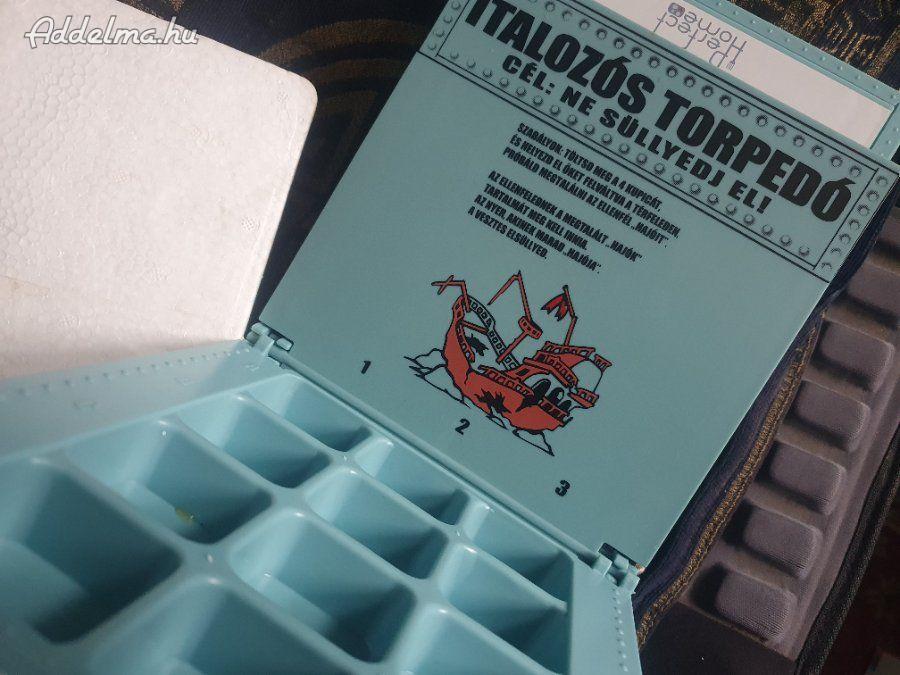 Addelma.hu
Perfect
Home
ITALOZÓS TORPEDÓ
CÉL: NE SÜLLYEDJ EL!
SZABÁLYOK: TÖLTSD MEG A 4 KUPICÁT,
ÉS HELYEZD EL ŐKET FELVÁLTVA A TÉRFELEDEN.
PRÓBÁLD MEGTALÁLNI AZ ELLENFÉL „HAJÓIT”.
AZ ELLENFELEDNEK A MEGTALÁLT „HAJÓK”
TARTALMÁT MEG KELL INNIA.
AZ NYER, AKINEK MARAD „HAJÓJA”.
A VESZTES ELSÜLLYED.
1
2
3